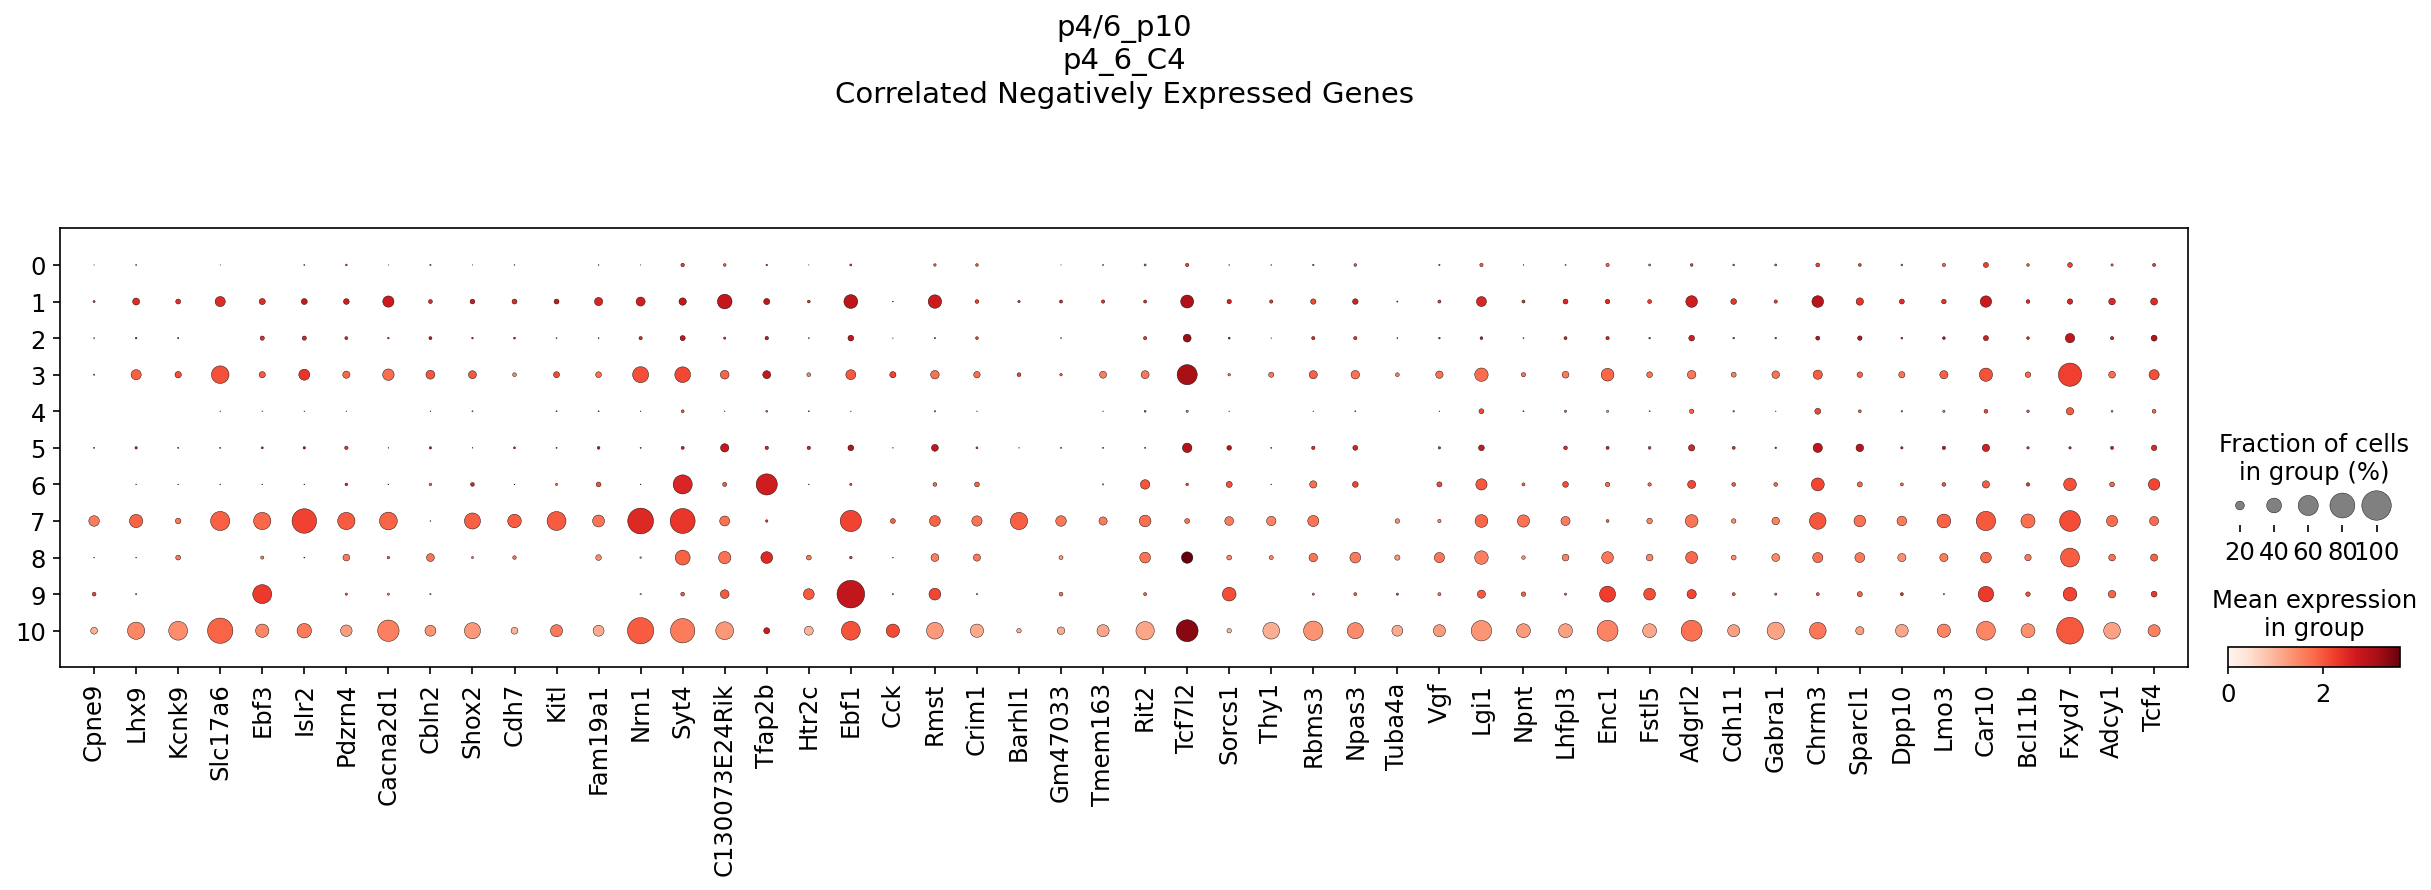 p4/6_p10
p4_6_C4
Correlated Negatively Expressed Genes
0
1
2
3
4
5
6
7
8
9
10
Cpne9
Lhx9
Kcnk9
Slc17a6
Ebf3
Islr2
Pdzrn4
Cacna2d1
Cbln2
Shox2
Cdh7
Kitl
Fam19a1
Nrn1
Syt4
C130073E24Rik
Tfap2b
Htr2c
Ebf1
Cck
Rmst
Crim1
Barhl1
Gm47033
Tmem163
Rit2
Tcf7l2
Sorcs1
Thy1
Rbms3
Npas3
Tuba4a
Vgf
Lgi1
Npnt
Lhfpl3
Enc1
Fstl5
Adgrl2
Cdh11
Gabra1
Chrm3
Sparcl1
Dpp10
Lmo3
Car10
Bcl11b
Fxyd7
Adcy1
Tcf4
Fraction of cells
in group (%)
20 40 60 80 100
Mean expression
in group
0 2